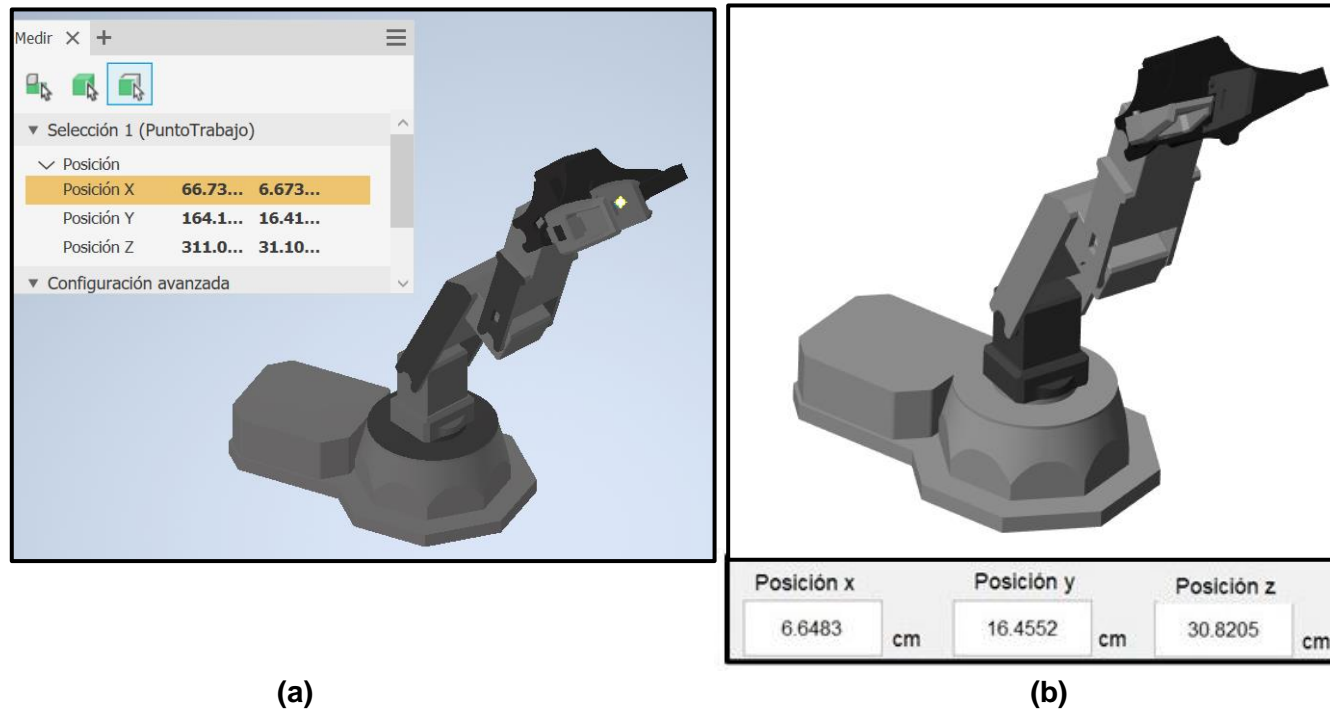 Medir × +
Selección 1 (PuntoTrabajo)
Posición
Posición X 66.73... 6.673...
Posición Y 164.1... 16.41...
Posición Z 311.0... 31.10...
Configuración avanzada
Posición x Posición y Posición z
6.6483 cm 16.4552 cm 30.8205 cm
(a) (b)